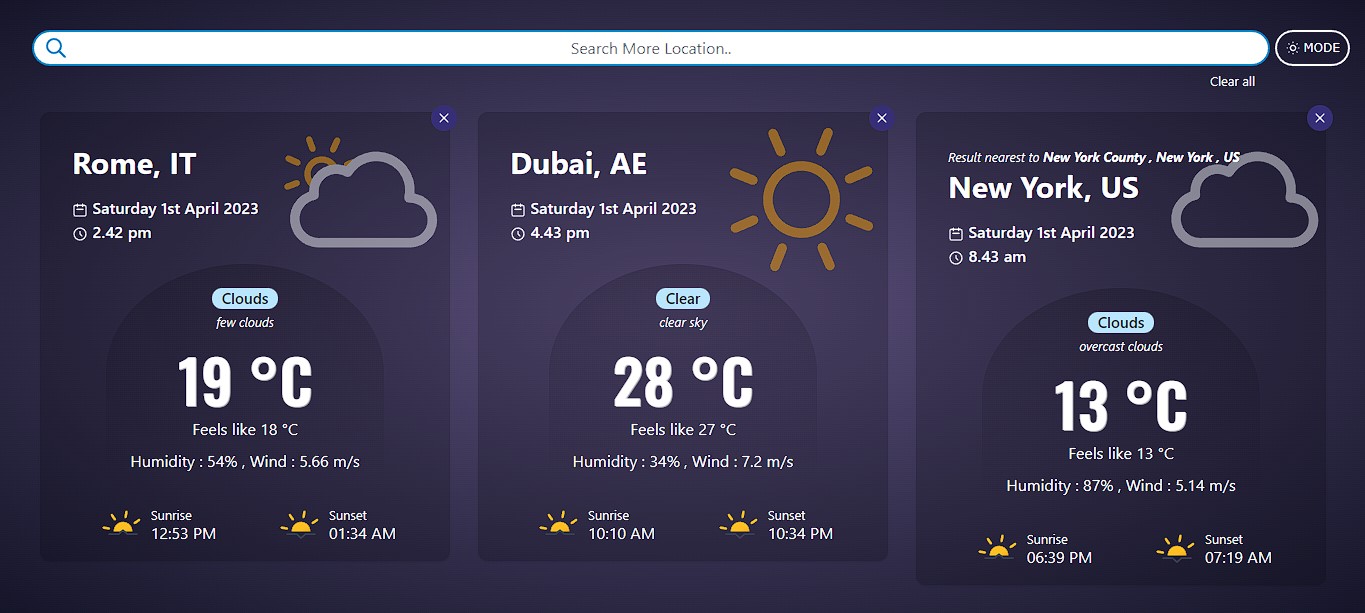 Search More Location..
MODE
Clear all
Rome, IT
Saturday 1st April 2023
2.42 pm
Clouds
few clouds
19 °C
Feels like 18 °C
Humidity : 54% , Wind : 5.66 m/s
Sunrise
12:53 PM
Sunset
01:34 AM
Dubai, AE
Saturday 1st April 2023
4.43 pm
Clear
clear sky
28 °C
Feels like 27 °C
Humidity : 34% , Wind : 7.2 m/s
Sunrise
10:10 AM
Sunset
10:34 PM
Result nearest to New York County , New York , US
New York, US
Saturday 1st April 2023
8.43 am
Clouds
overcast clouds
13 °C
Feels like 13 °C
Humidity : 87% , Wind : 5.14 m/s
Sunrise
06:39 PM
Sunset
07:19 AM